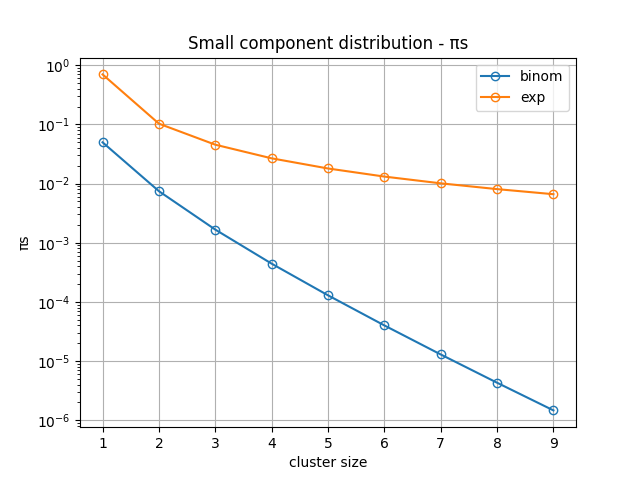 Small component distribution - πs
binom
exp
πs
10⁰
10⁻¹
10⁻²
10⁻³
10⁻⁴
10⁻⁵
10⁻⁶
1 2 3 4 5 6 7 8 9
cluster size